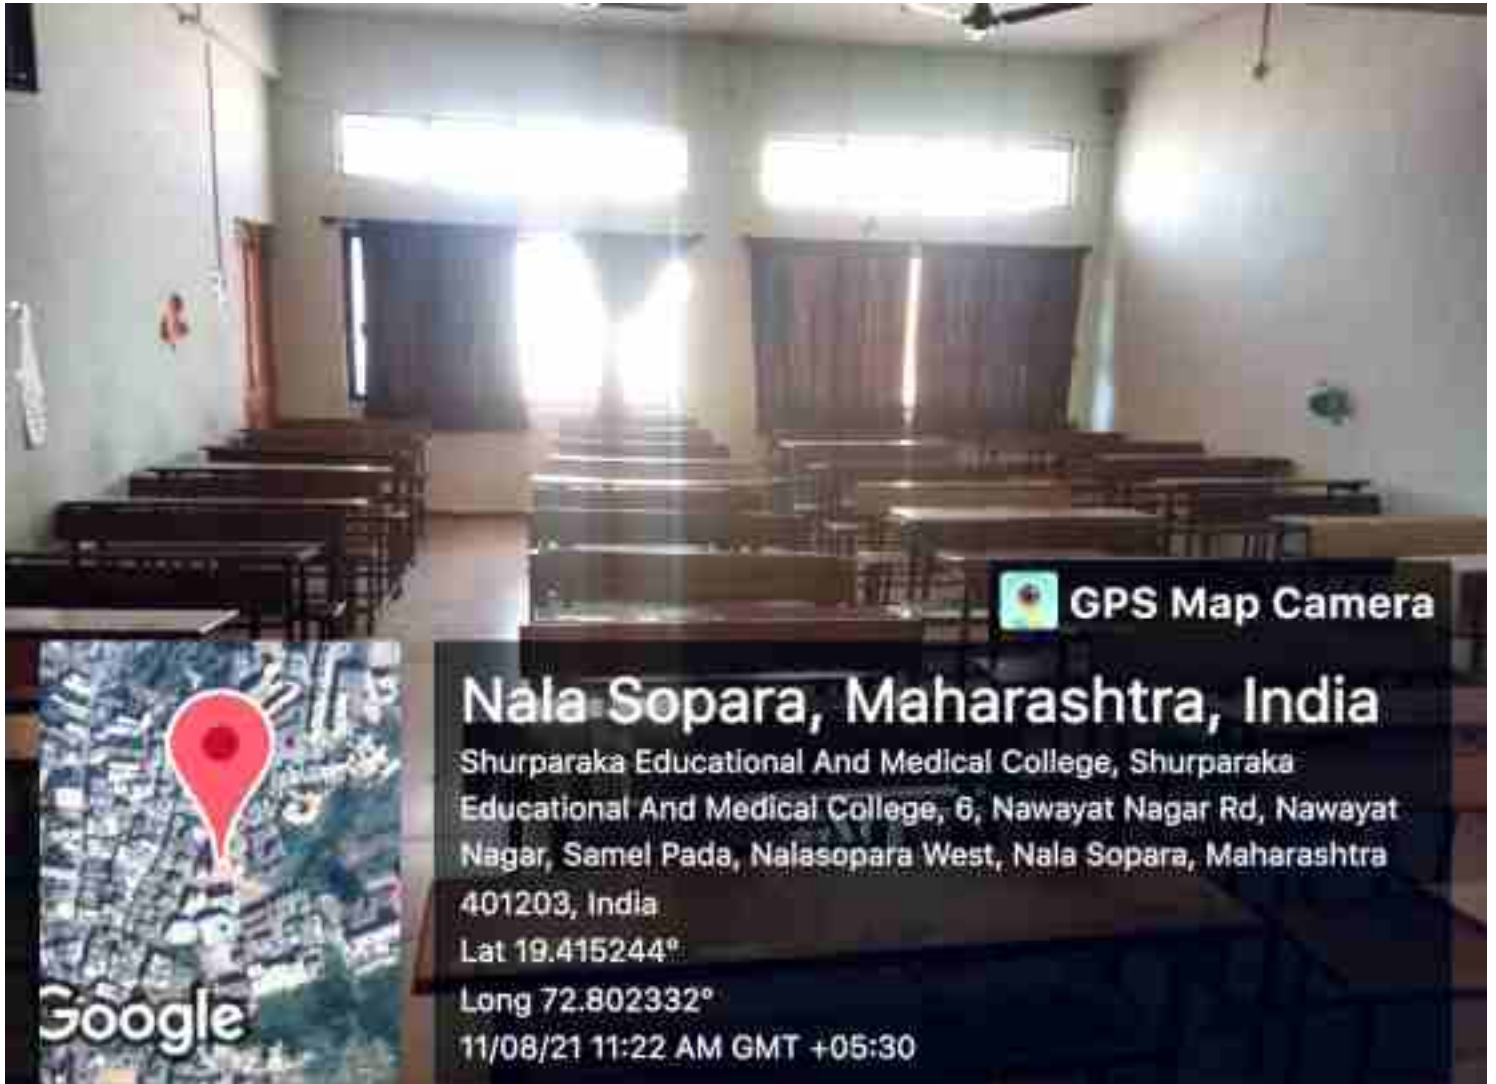 GPS Map Camera
Nala Sopara, Maharashtra, India
Shurparaka Educational And Medical College, Shurparaka
Educational And Medical College, 6, Nawayat Nagar Rd, Nawayat
Nagar, Samel Pada, Nalasopara West, Nala Sopara, Maharashtra
401203, India
Lat 19.415244°
Long 72.802332°
11/08/21 11:22 AM GMT +05:30
Google